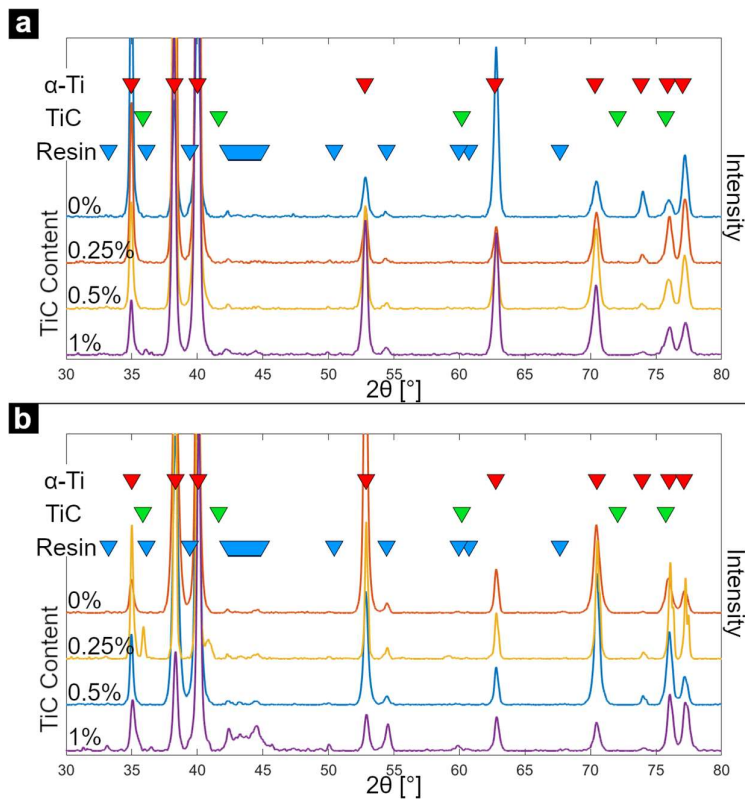 a
α-Ti
TiC
Resin
0%
0.25%
0.5%
1%
TiC Content
Intensity
30 35 40 45 50 55 60 65 70 75 80
2θ [°]
b
α-Ti
TiC
Resin
0%
0.25%
0.5%
1%
TiC Content
Intensity
30 35 40 45 50 55 60 65 70 75 80
2θ [°]